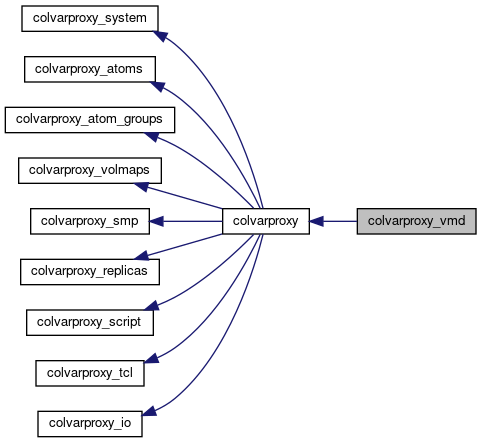 colvarproxy_system
colvarproxy_atoms
colvarproxy_atom_groups
colvarproxy_volmaps
colvarproxy_smp
colvarproxy
colvarproxy_vmd
colvarproxy_replicas
colvarproxy_script
colvarproxy_tcl
colvarproxy_io